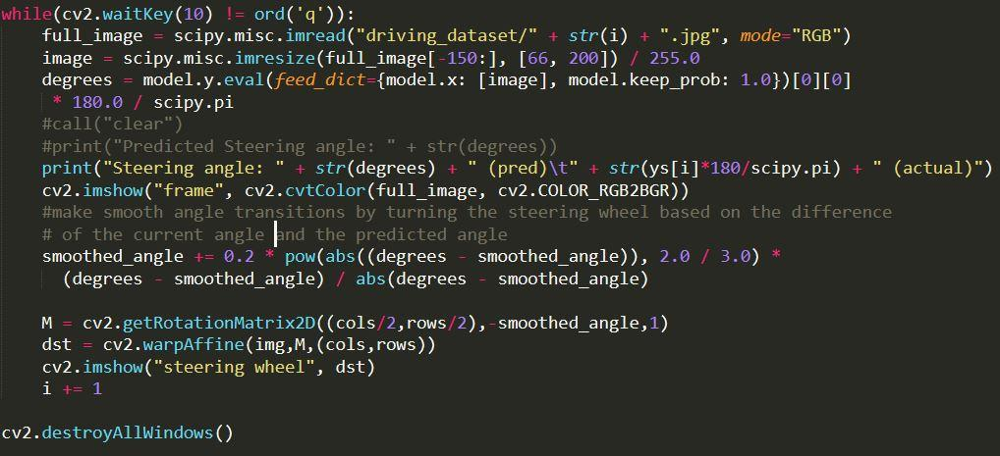 while(cv2.waitKey(10) != ord('q')):
    full_image = scipy.misc.imread("driving_dataset/" + str(i) + ".jpg", mode="RGB")
    image = scipy.misc.imresize(full_image[-150:], [66, 200]) / 255.0
    degrees = model.y.eval(feed_dict={model.x: [image], model.keep_prob: 1.0})[0][0]
     * 180.0 / scipy.pi
    #call("clear")
    #print("Predicted Steering angle: " + str(degrees))
    print("Steering angle: " + str(degrees) + " (pred)\t" + str(ys[i]*180/scipy.pi) + " (actual)")
    cv2.imshow("frame", cv2.cvtColor(full_image, cv2.COLOR_RGB2BGR))
    #make smooth angle transitions by turning the steering wheel based on the difference
    # of the current angle and the predicted angle
    smoothed_angle += 0.2 * pow(abs((degrees - smoothed_angle)), 2.0 / 3.0) *
      (degrees - smoothed_angle) / abs(degrees - smoothed_angle)

    M = cv2.getRotationMatrix2D((cols/2,rows/2),-smoothed_angle,1)
    dst = cv2.warpAffine(img,M,(cols,rows))
    cv2.imshow("steering wheel", dst)
    i += 1

cv2.destroyAllWindows()